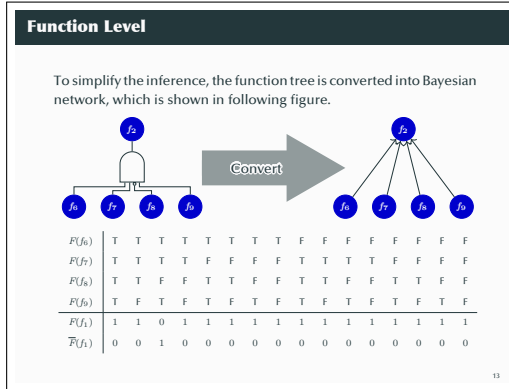 Function Level
To simplify the inference, the function tree is converted into Bayesian
network, which is shown in following figure.
f₂ f₂
Convert
f₆ f₇ f₈ f₉ f₆ f₇ f₈ f₉
F(f₆) T T T T T T T T F F F F F F F F
F(f₇) T T T T F F F F T T T T F F F F
F(f₈) T T F F T T F F T T F F T T F F
F(f₉) T F T F T F T F T F T F T F T F
F(f₁) 1 1 0 1 1 1 1 1 1 1 1 1 1 1 1 1
F̅(f₁) 0 0 1 0 0 0 0 0 0 0 0 0 0 0 0 0
13